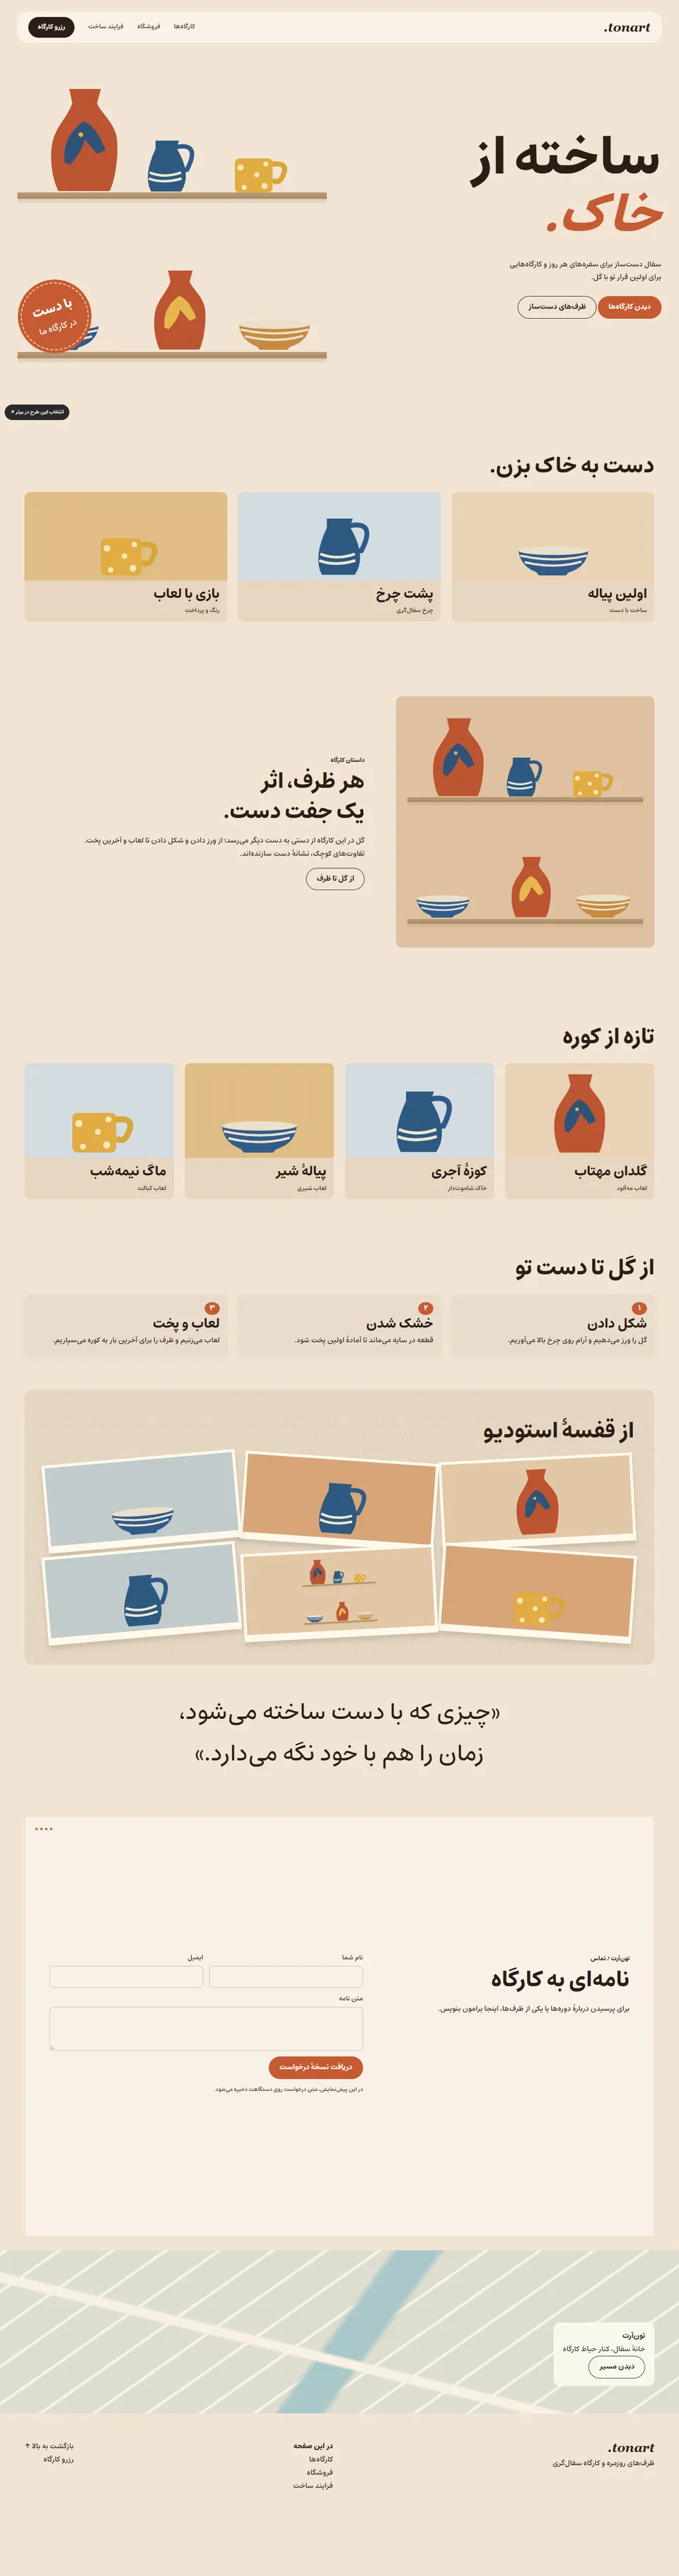 tonart.
کارگاه‌ها
فروشگاه
فرایند ساخت
رزرو کارگاه
ساخته از
خاک.
سفال دست‌ساز برای سفره‌های هر روز و کارگاه‌هایی
برای اولین قرار تو با گل.
دیدن کارگاه‌ها
ظرف‌های دست‌ساز
با دست
در کارگاه ما
انتخاب این طرح در بیتر ↗
دست به خاک بزن.
اولین پیاله
ساخت با دست
پشت چرخ
چرخ سفال‌گری
بازی با لعاب
رنگ و پرداخت
داستان کارگاه
هر ظرف، اثر
یک جفت دست.
گل در این کارگاه از دستی به دست دیگر می‌رسد؛ از ورز دادن و شکل دادن تا لعاب و آخرین پخت.
تفاوت‌های کوچک، نشانهٔ دست سازنده‌اند.
از گل تا ظرف
تازه از کوره
گلدان مهتاب
لعاب مه‌آلود
کوزهٔ آجری
خاک شاموت‌دار
پیالهٔ شیر
لعاب شیری
ماگ نیمه‌شب
لعاب کبالت
از گل تا دست تو
۱
شکل دادن
گل را ورز می‌دهیم و آرام روی چرخ بالا می‌آوریم.
۲
خشک شدن
قطعه در سایه می‌ماند تا آمادهٔ اولین پخت شود.
۳
لعاب و پخت
لعاب می‌زنیم و ظرف را برای آخرین بار به کوره می‌سپاریم.
از قفسهٔ استودیو
«چیزی که با دست ساخته می‌شود،
زمان را هم با خود نگه می‌دارد.»
تون‌آرت / تماس
نامه‌ای به کارگاه
برای پرسیدن دربارهٔ دوره‌ها یا یکی از ظرف‌ها، اینجا برامون بنویس.
نام شما
ایمیل
متن نامه
دریافت نسخهٔ درخواست
در این پیش‌نمایش، متن درخواست روی دستگاهت ذخیره می‌شود.
تون‌آرت
خانهٔ سفال، کنار حیاط کارگاه
دیدن مسیر
tonart.
ظرف‌های روزمره و کارگاه سفال‌گری
در این صفحه
کارگاه‌ها
فروشگاه
فرایند ساخت
بازگشت به بالا ↑
رزرو کارگاه